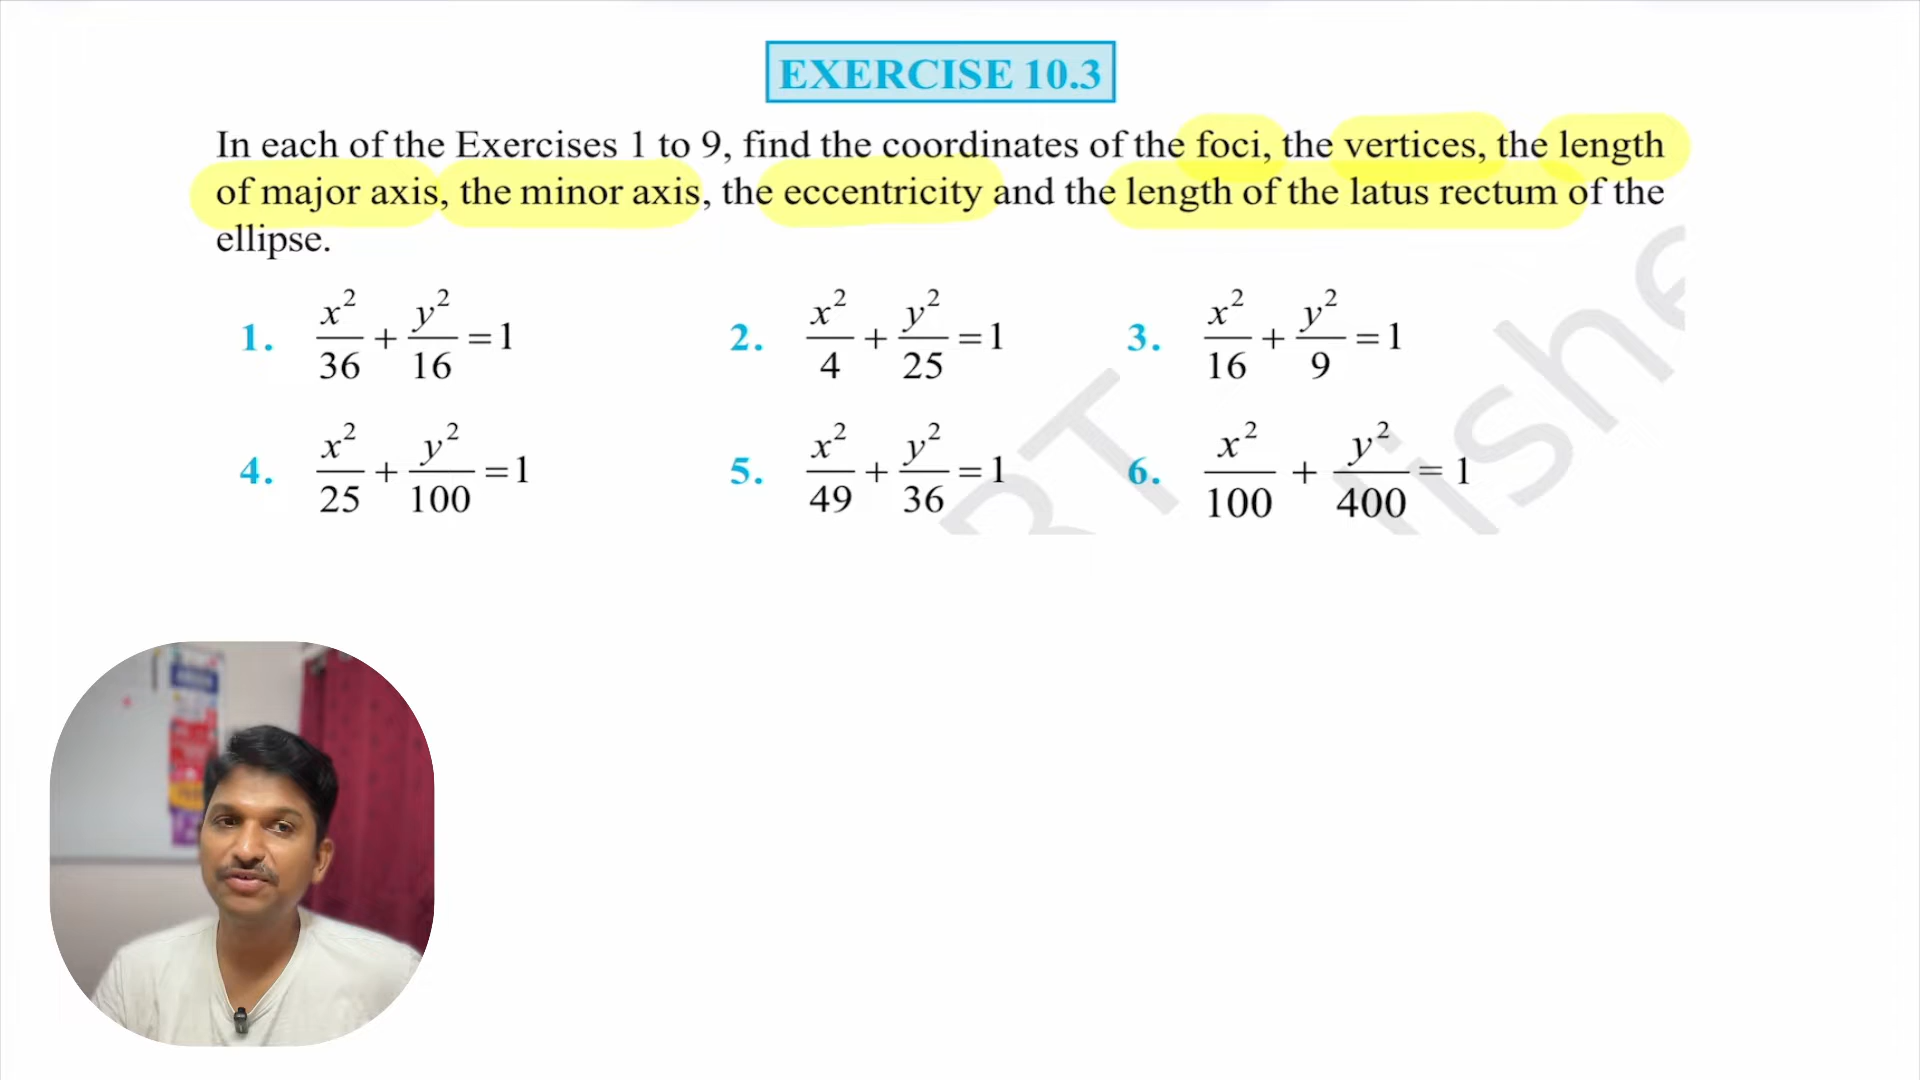 EXERCISE 10.3
In each of the Exercises 1 to 9, find the coordinates of the foci, the vertices, the length
of major axis, the minor axis, the eccentricity and the length of the latus rectum of the
ellipse.
1. x²/36 + y²/16 = 1 2. x²/4 + y²/25 = 1 3. x²/16 + y²/9 = 1
4. x²/25 + y²/100 = 1 5. x²/49 + y²/36 = 1 6. x²/100 + y²/400 = 1